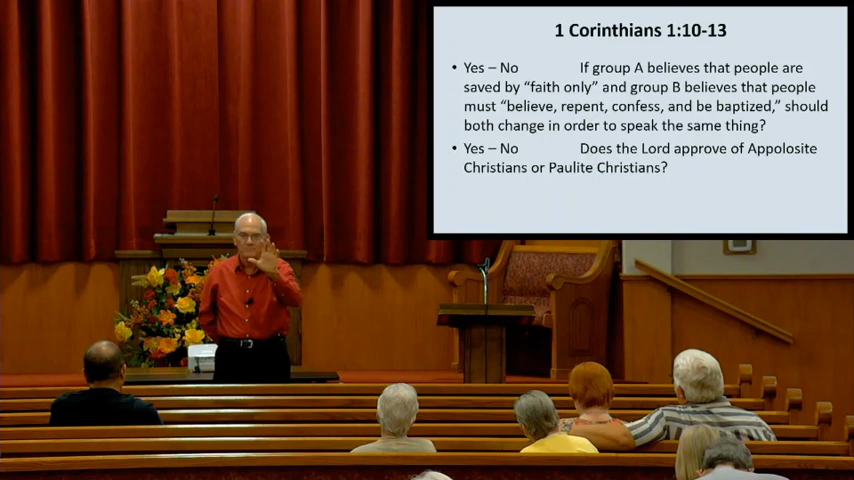 1 Corinthians 1:10-13
• Yes – No If group A believes that people are
saved by “faith only” and group B believes that people
must “believe, repent, confess, and be baptized,” should
both change in order to speak the same thing?
• Yes – No Does the Lord approve of Appolosite
Christians or Paulite Christians?